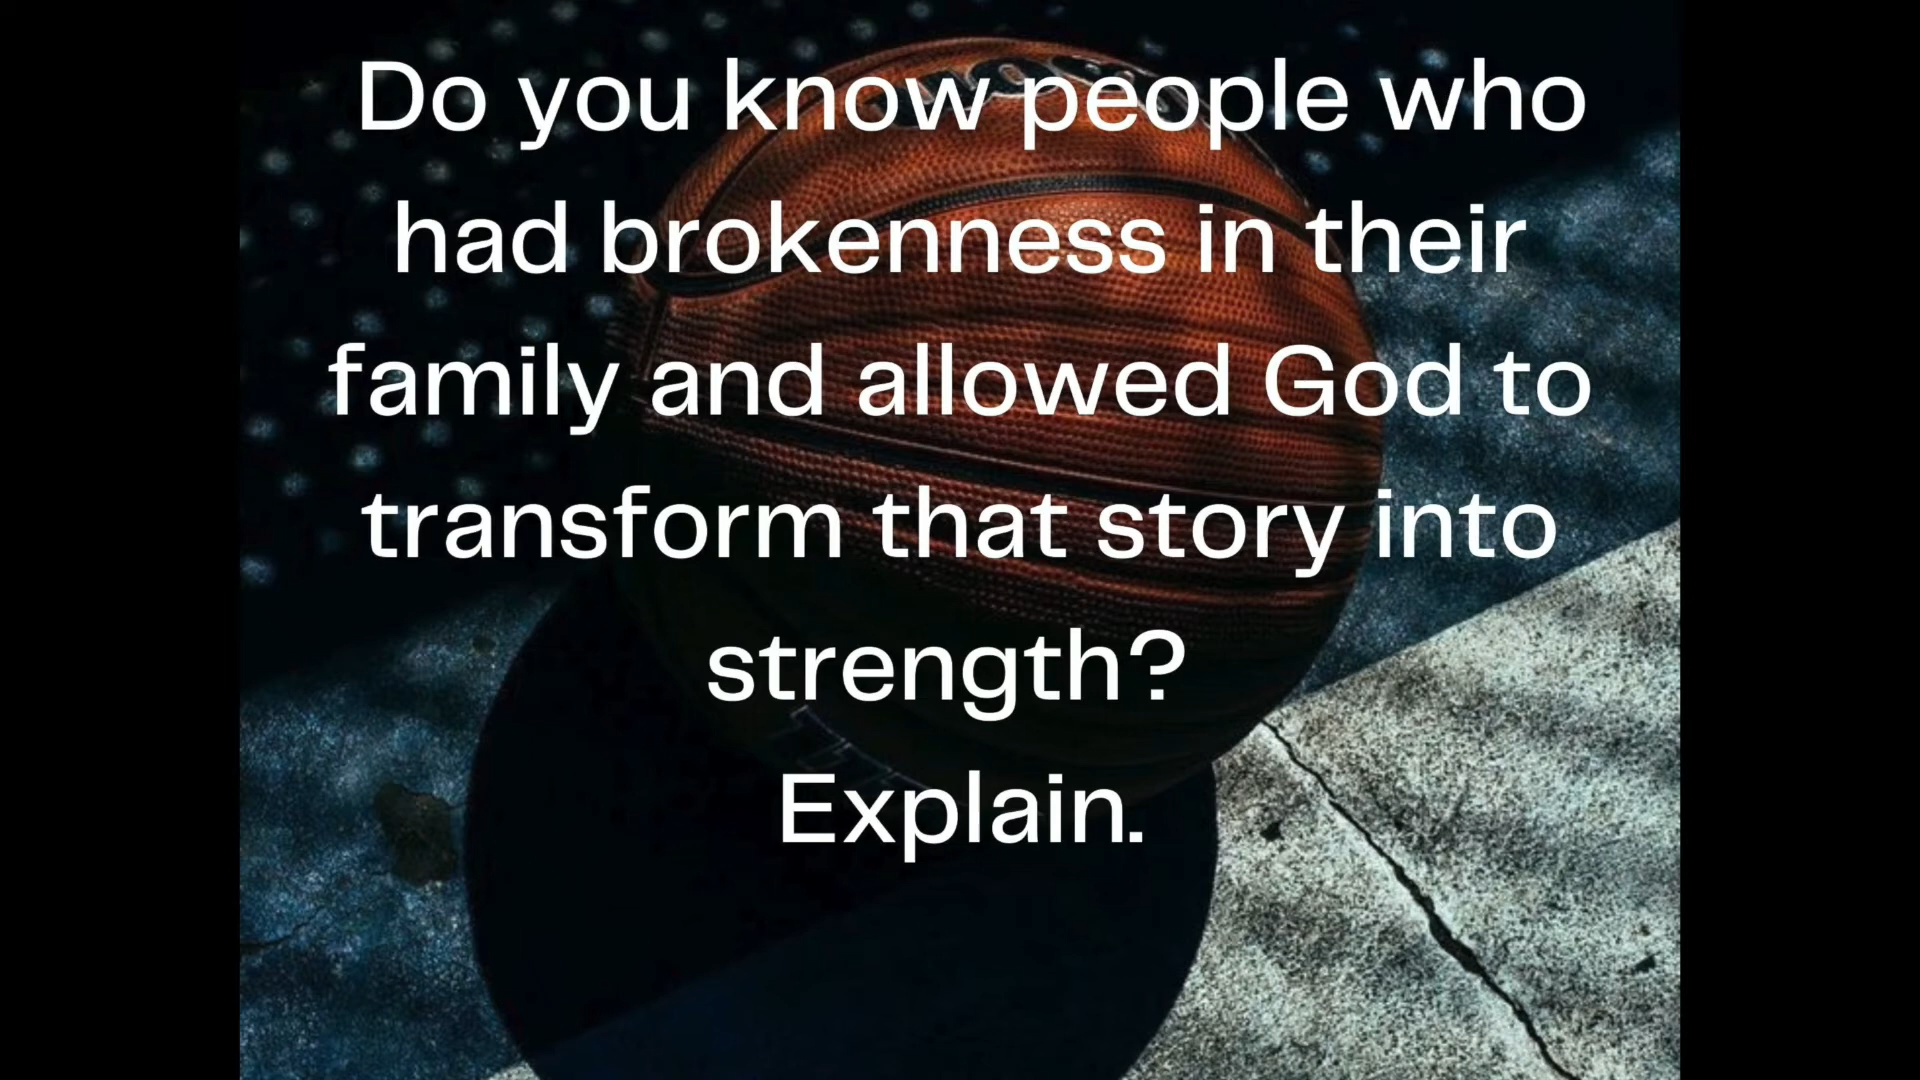 Do you know people who
had brokenness in their
family and allowed God to
transform that story into
strength?
Explain.